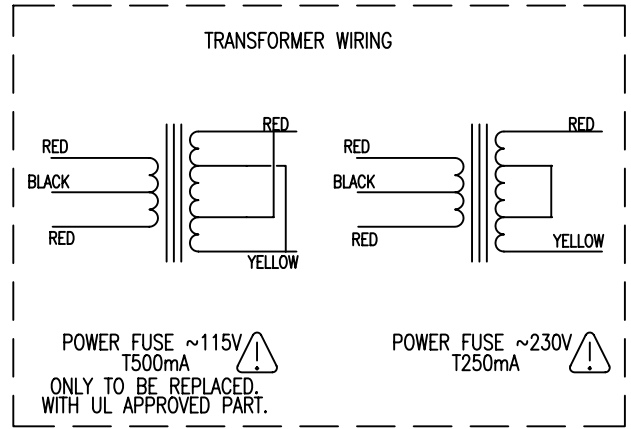 TRANSFORMER WIRING
RED
RED
BLACK
RED
YELLOW
RED
RED
BLACK
RED
YELLOW
POWER FUSE ~115V
T500mA
ONLY TO BE REPLACED.
WITH UL APPROVED PART.
POWER FUSE ~230V
T250mA